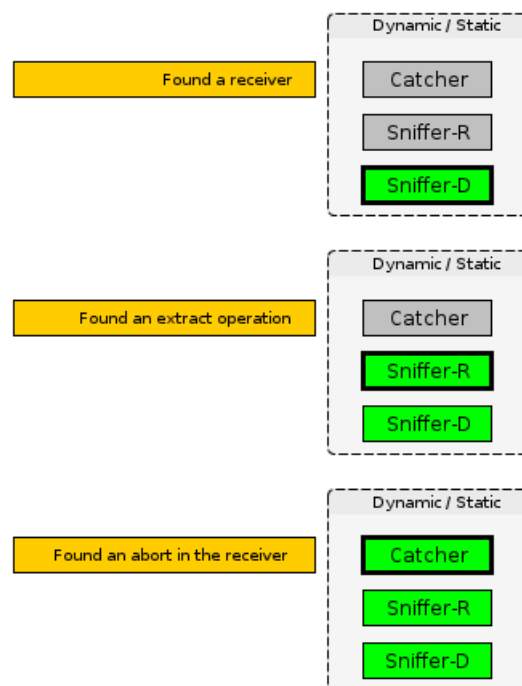 Dynamic / Static
Found a receiver
Catcher
Sniffer-R
Sniffer-D
Dynamic / Static
Found an extract operation
Catcher
Sniffer-R
Sniffer-D
Dynamic / Static
Found an abort in the receiver
Catcher
Sniffer-R
Sniffer-D